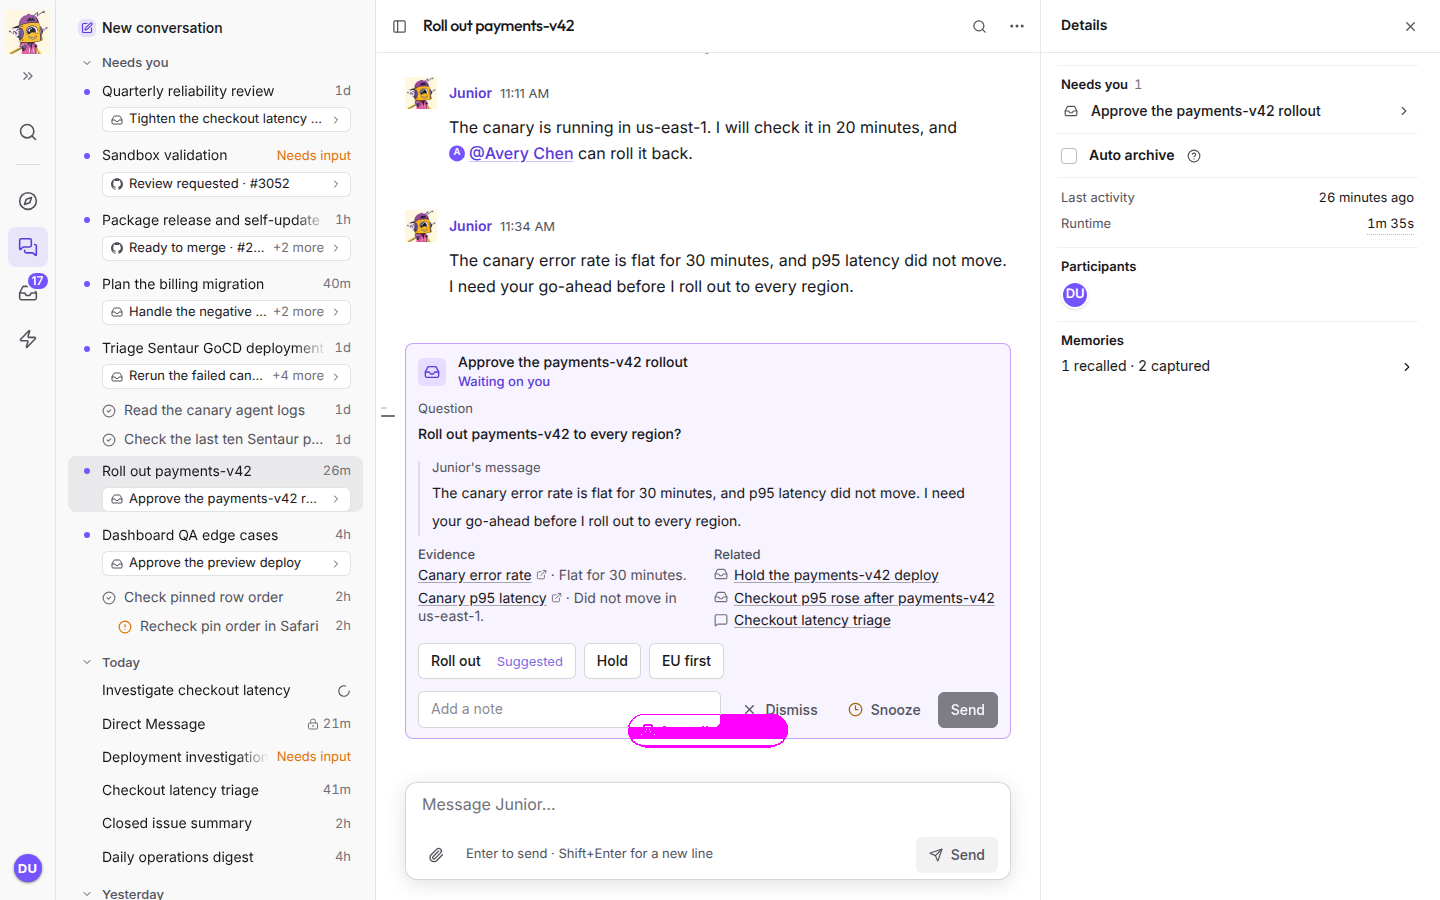 New conversation
Needs you
Quarterly reliability review 1d
Tighten the checkout latency ...
Sandbox validation Needs input
Review requested · #3052
Package release and self-update 1h
Ready to merge · #2... +2 more
Plan the billing migration 40m
Handle the negative ... +2 more
Triage Sentaur GoCD deployment 1d
Rerun the failed can... +4 more
Read the canary agent logs 1d
Check the last ten Sentaur p... 1d
Roll out payments-v42 26m
Approve the payments-v42 r...
Dashboard QA edge cases 4h
Approve the preview deploy
Check pinned row order 2h
Recheck pin order in Safari 2h
Today
Investigate checkout latency
Direct Message 21m
Deployment investigation Needs input
Checkout latency triage 41m
Closed issue summary 2h
Daily operations digest 4h
Yesterday
17
DU
Roll out payments-v42
Junior 11:11 AM
The canary is running in us-east-1. I will check it in 20 minutes, and
A @Avery Chen can roll it back.
Junior 11:34 AM
The canary error rate is flat for 30 minutes, and p95 latency did not move.
I need your go-ahead before I roll out to every region.
Approve the payments-v42 rollout
Waiting on you
Question
Roll out payments-v42 to every region?
Junior's message
The canary error rate is flat for 30 minutes, and p95 latency did not move. I need
your go-ahead before I roll out to every region.
Evidence
Canary error rate · Flat for 30 minutes.
Canary p95 latency · Did not move in
us-east-1.
Related
Hold the payments-v42 deploy
Checkout p95 rose after payments-v42
Checkout latency triage
Roll out Suggested
Hold
EU first
Add a note
Dismiss
Snooze
Send
Message Junior...
Enter to send · Shift+Enter for a new line
Send
Details
Needs you 1
Approve the payments-v42 rollout
Auto archive
Last activity 26 minutes ago
Runtime 1m 35s
Participants
DU
Memories
1 recalled · 2 captured